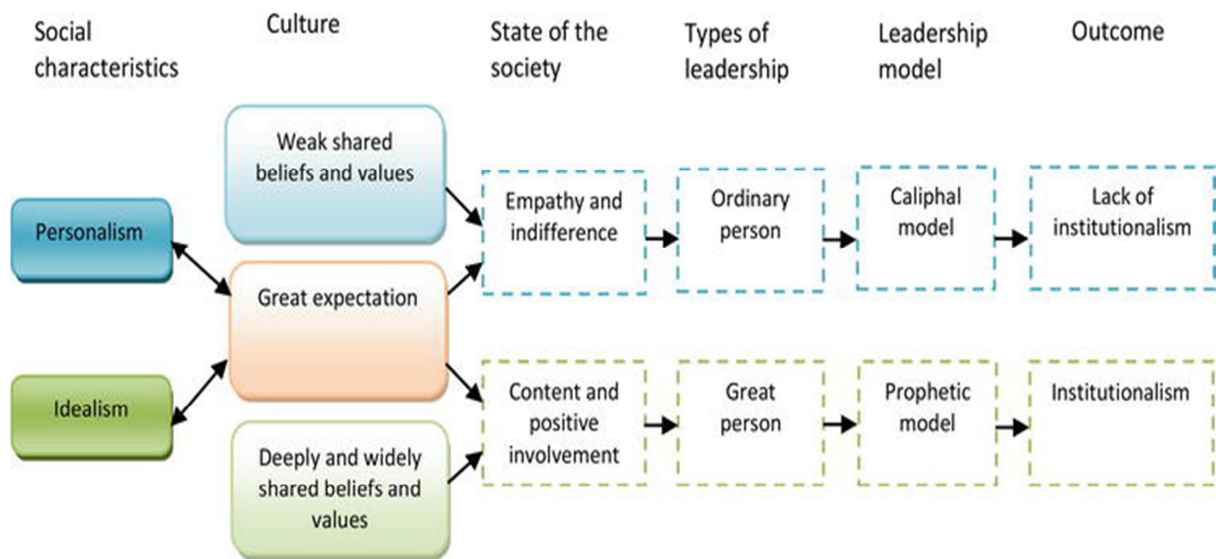 Social
characteristics
Culture
State of the
society
Types of
leadership
Leadership
model
Outcome
Weak shared
beliefs and values
Personalism
Great expectation
Idealism
Deeply and widely
shared beliefs and
values
Empathy and
indifference
Ordinary
person
Caliphal
model
Lack of
institutionalism
Content and
positive
involvement
Great
person
Prophetic
model
Institutionalism